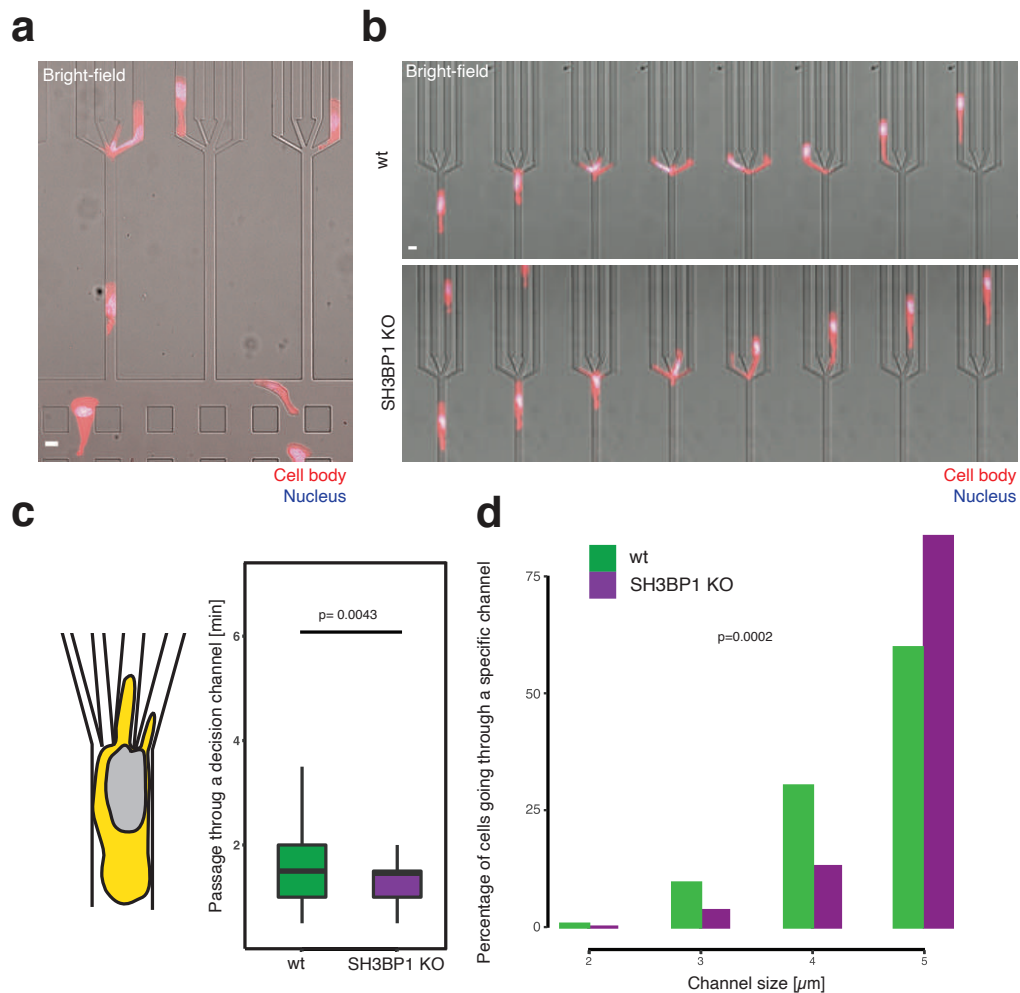 a
Bright-field
Cell body
Nucleus
b
Bright-field
wt
SH3BP1 KO
Cell body
Nucleus
c
Passage throug a decision channel [min]
6
4
2
p= 0.0043
wt
SH3BP1 KO
d
Percentage of cells going through a specific channel
75
50
25
0
wt
SH3BP1 KO
p=0.0002
2
3
4
5
Channel size [µm]